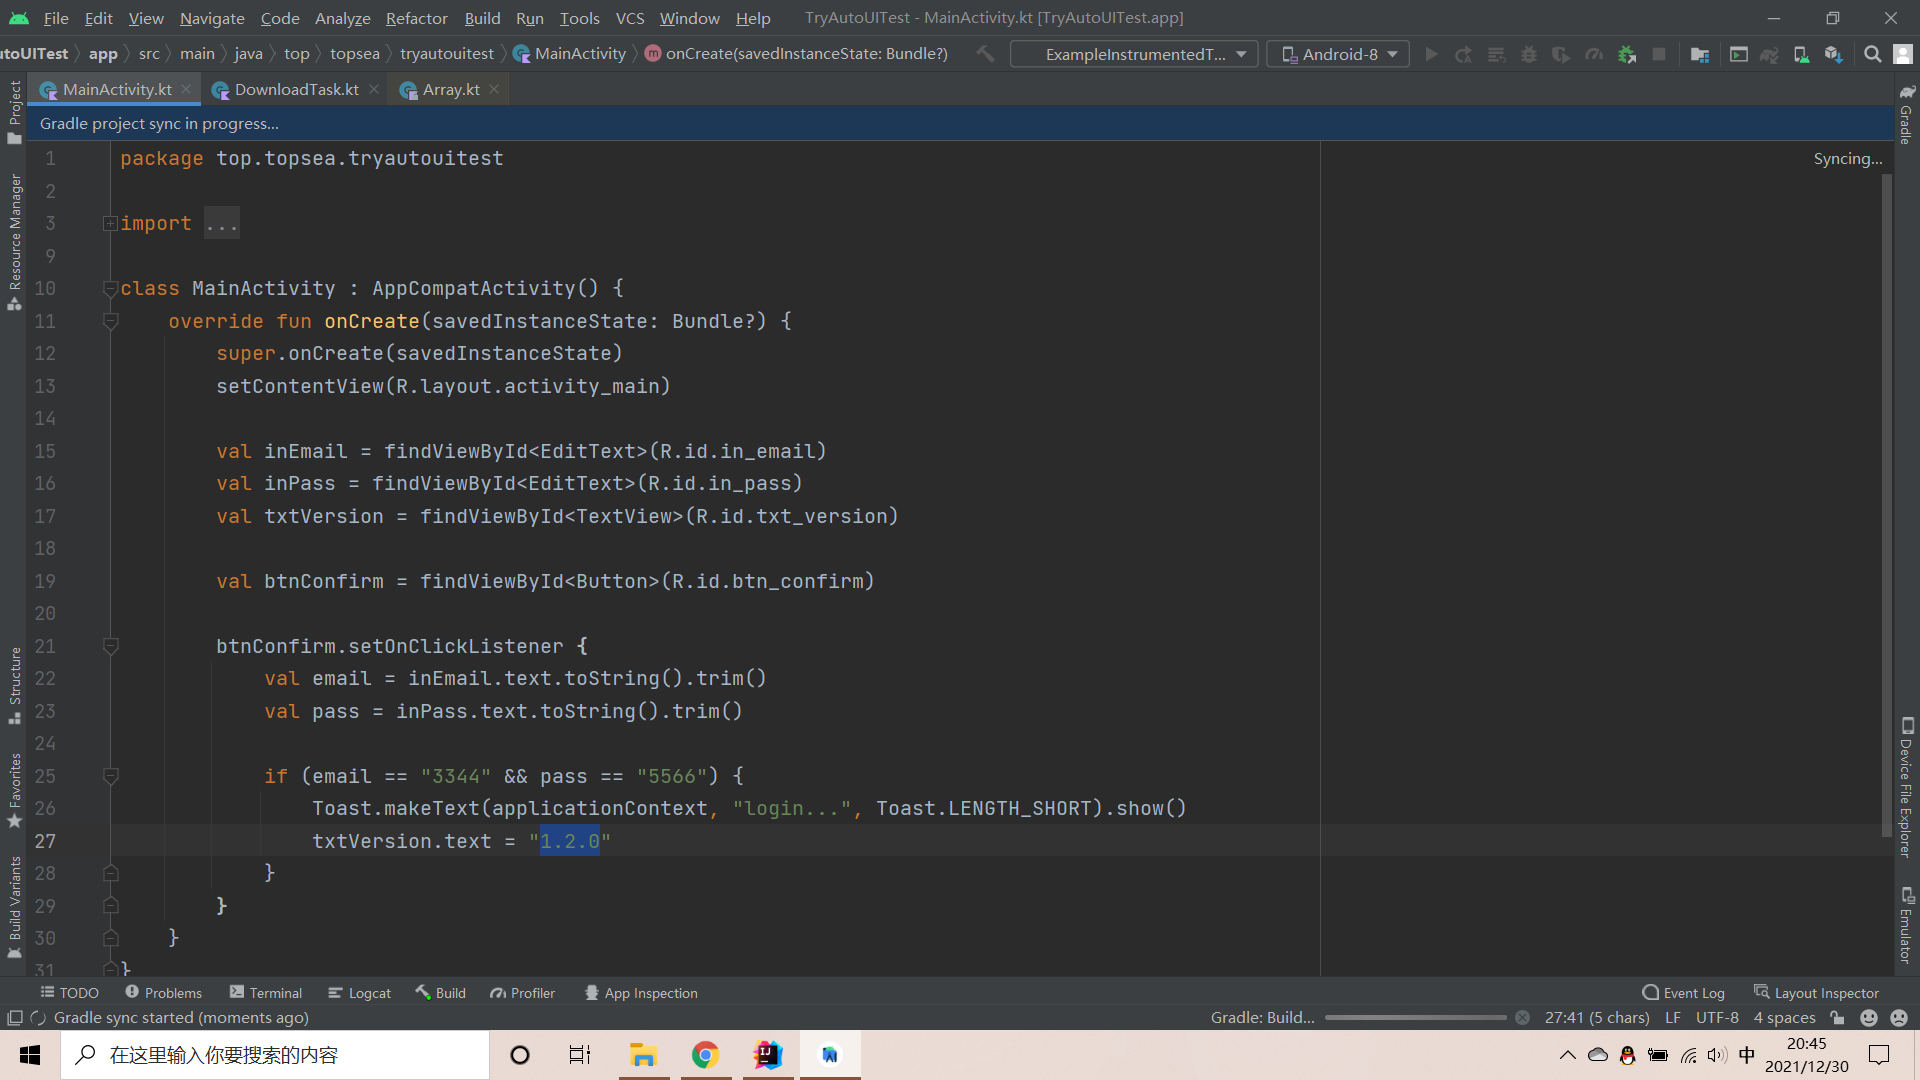 File Edit View Navigate Code Analyze Refactor Build Run Tools VCS Window Help TryAutoUITest - MainActivity.kt [TryAutoUITest.app]
utoUITest app src main java top topsea tryautouitest MainActivity m onCreate(savedInstanceState: Bundle?) ExampleInstrumentedT... Android-8
MainActivity.kt DownloadTask.kt Array.kt
Gradle project sync in progress...
Syncing...
1 package top.topsea.tryautouitest
2
3 import ...
9
10 class MainActivity : AppCompatActivity() {
11 override fun onCreate(savedInstanceState: Bundle?) {
12 super.onCreate(savedInstanceState)
13 setContentView(R.layout.activity_main)
14
15 val inEmail = findViewById<EditText>(R.id.in_email)
16 val inPass = findViewById<EditText>(R.id.in_pass)
17 val txtVersion = findViewById<TextView>(R.id.txt_version)
18
19 val btnConfirm = findViewById<Button>(R.id.btn_confirm)
20
21 btnConfirm.setOnClickListener {
22 val email = inEmail.text.toString().trim()
23 val pass = inPass.text.toString().trim()
24
25 if (email == "3344" && pass == "5566") {
26 Toast.makeText(applicationContext, "login...", Toast.LENGTH_SHORT).show()
27 txtVersion.text = "1.2.0"
28 }
29 }
30 }
31 }
Project
Resource Manager
Structure
Favorites
Build Variants
Gradle
Device File Explorer
Emulator
TODO Problems Terminal Logcat Build Profiler App Inspection Event Log Layout Inspector
Gradle sync started (moments ago) Gradle: Build... 27:41 (5 chars) LF UTF-8 4 spaces
在这里输入你要搜索的内容
中
20:45
2021/12/30